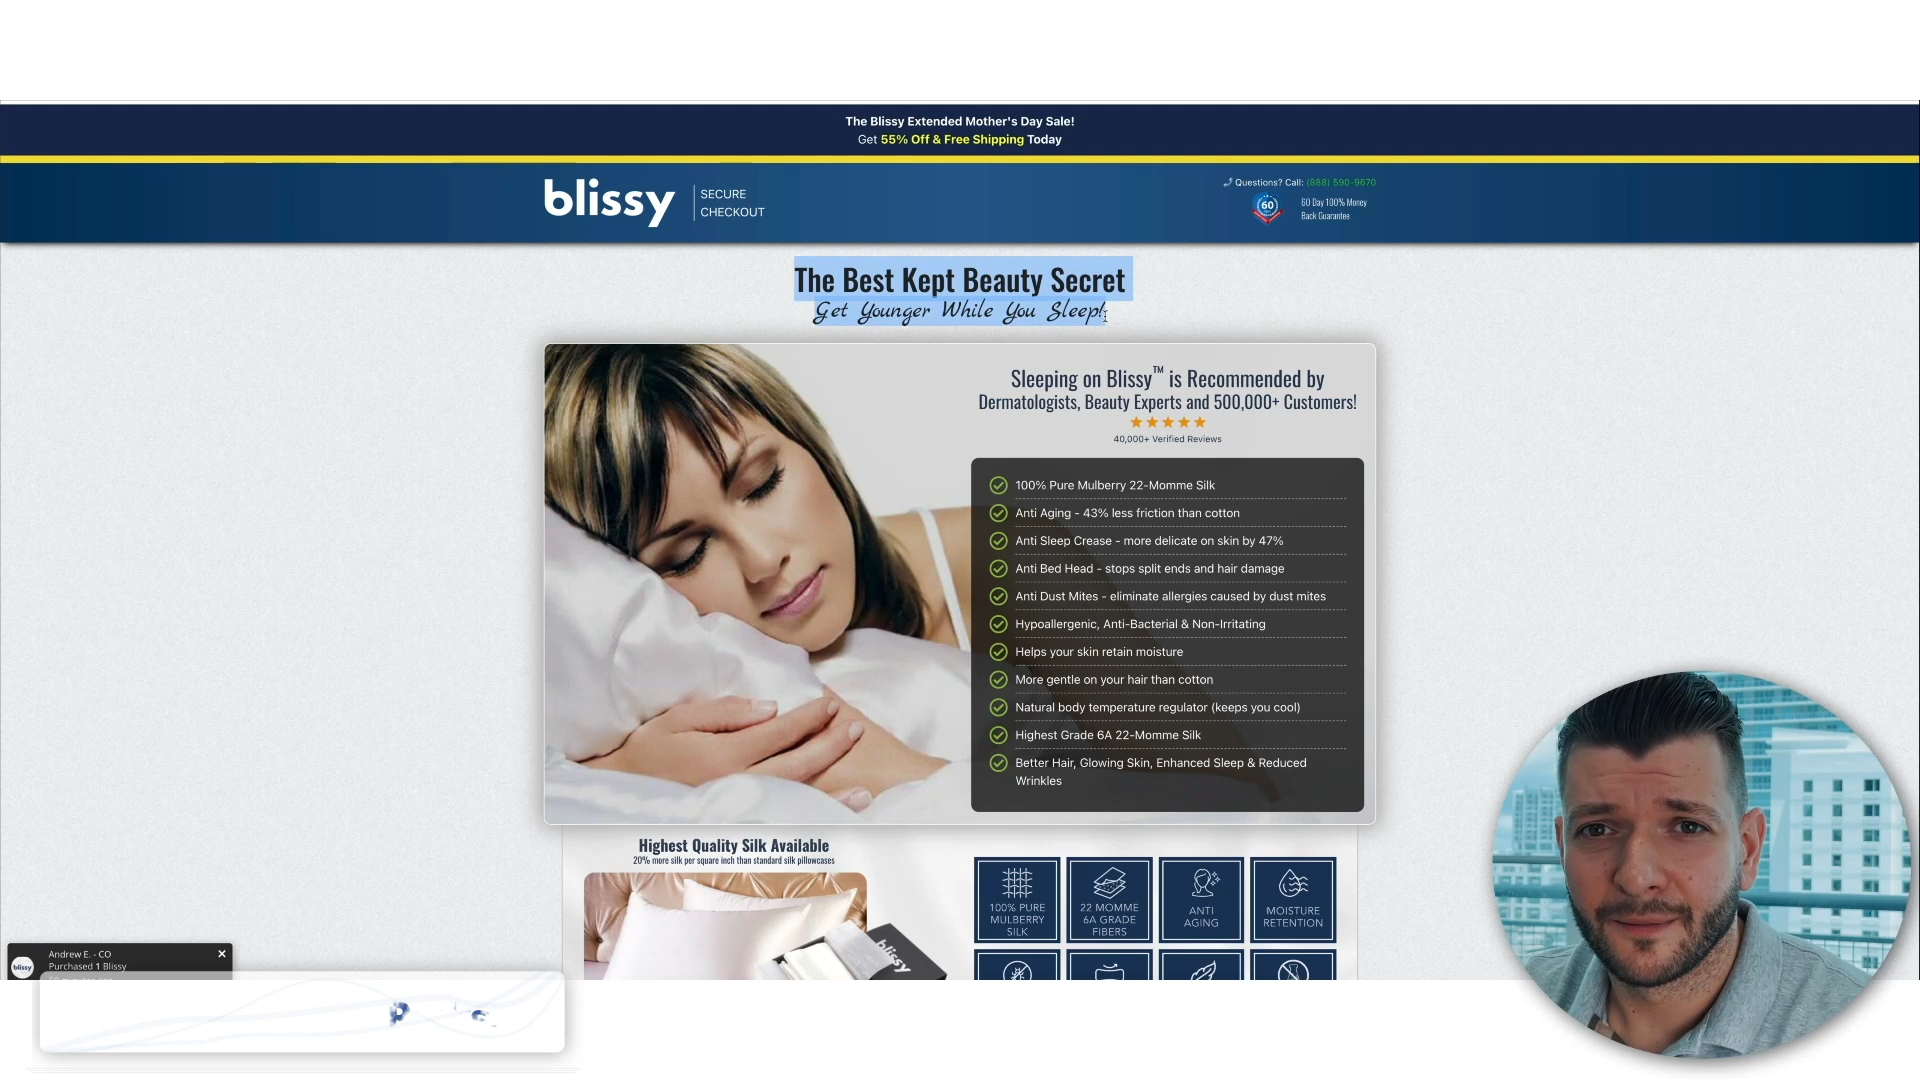 The Blissy Extended Mother's Day Sale!
Get 55% Off & Free Shipping Today
blissy
SECURE
CHECKOUT
Questions? Call: (888) 590-9670
60
60 Day 100% Money
Back Guarantee
The Best Kept Beauty Secret
Get Younger While You Sleep!
Sleeping on Blissy™ is Recommended by
Dermatologists, Beauty Experts and 500,000+ Customers!
40,000+ Verified Reviews
100% Pure Mulberry 22-Momme Silk
Anti Aging - 43% less friction than cotton
Anti Sleep Crease - more delicate on skin by 47%
Anti Bed Head - stops split ends and hair damage
Anti Dust Mites - eliminate allergies caused by dust mites
Hypoallergenic, Anti-Bacterial & Non-Irritating
Helps your skin retain moisture
More gentle on your hair than cotton
Natural body temperature regulator (keeps you cool)
Highest Grade 6A 22-Momme Silk
Better Hair, Glowing Skin, Enhanced Sleep & Reduced
Wrinkles
Highest Quality Silk Available
20% more silk per square inch than standard silk pillowcases
blissy
100% PURE
MULBERRY
SILK
22 MOMME
6A GRADE
FIBERS
ANTI
AGING
MOISTURE
RETENTION
blissy
Andrew E. - CO
Purchased 1 Blissy